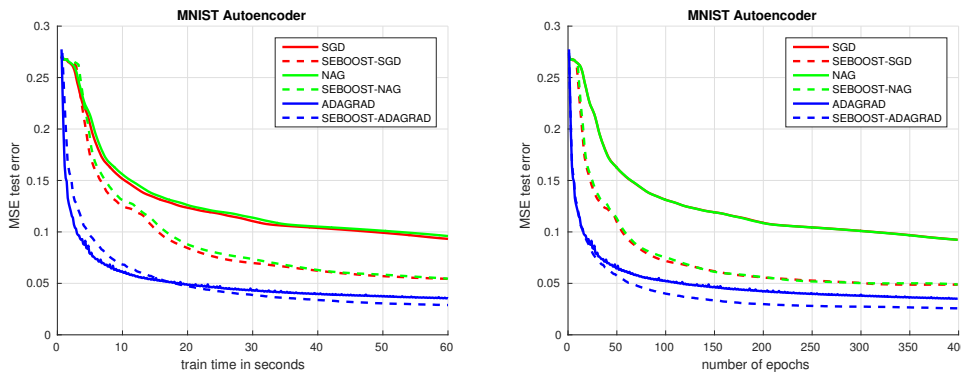 MNIST Autoencoder
0.3
0.25
0.2
0.15
0.1
0.05
0
MSE test error
SGD
SEBOOST-SGD
NAG
SEBOOST-NAG
ADAGRAD
SEBOOST-ADAGRAD
0 10 20 30 40 50 60
train time in seconds
MNIST Autoencoder
0.3
0.25
0.2
0.15
0.1
0.05
0
MSE test error
SGD
SEBOOST-SGD
NAG
SEBOOST-NAG
ADAGRAD
SEBOOST-ADAGRAD
0 50 100 150 200 250 300 350 40
number of epochs